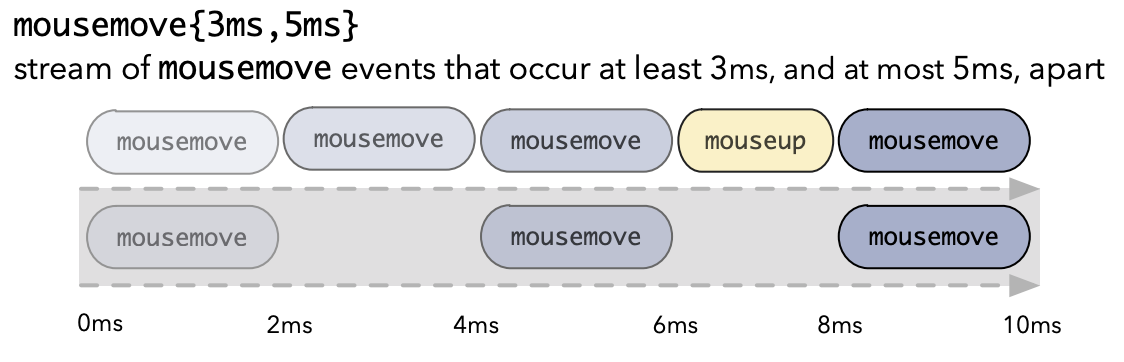 mousemove{3ms,5ms}
stream of mousemove events that occur at least 3ms, and at most 5ms, apart
mousemove mousemove mousemove mouseup mousemove
mousemove mousemove mousemove
0ms 2ms 4ms 6ms 8ms 10ms